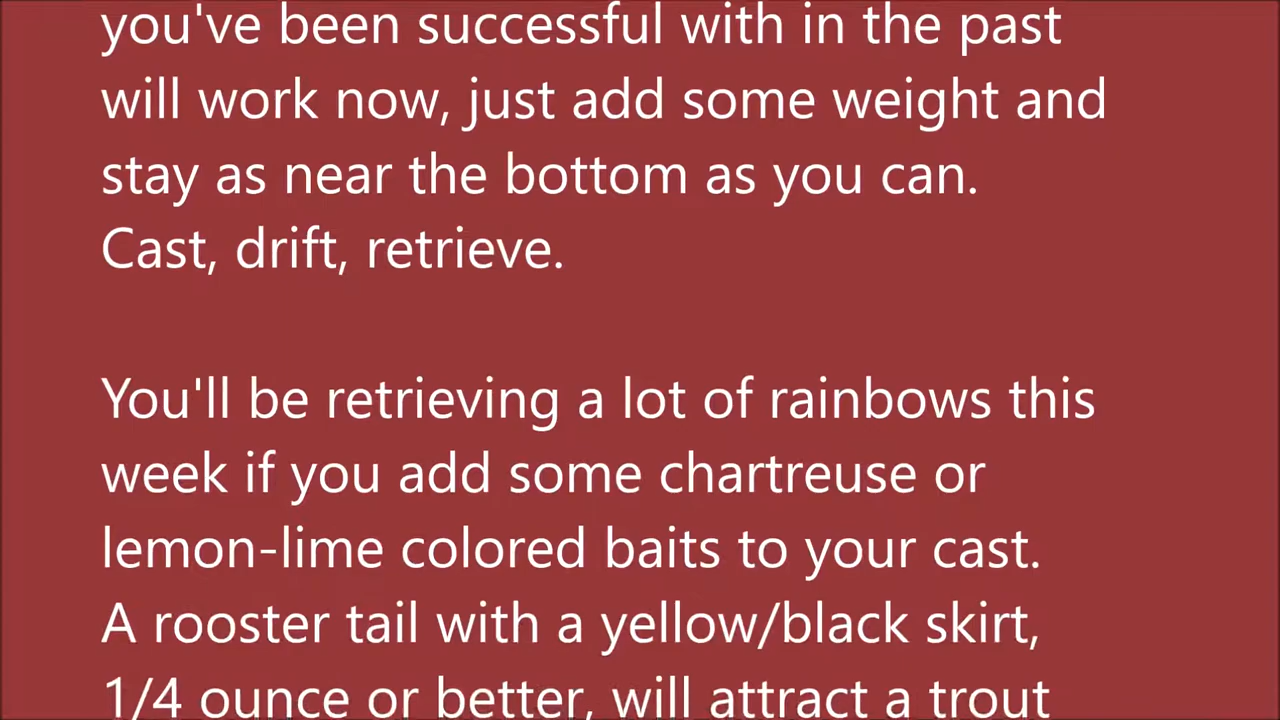 you've been successful with in the past
will work now, just add some weight and
stay as near the bottom as you can.
Cast, drift, retrieve.
You'll be retrieving a lot of rainbows this
week if you add some chartreuse or
lemon-lime colored baits to your cast.
A rooster tail with a yellow/black skirt,
1/4 ounce or better, will attract a trout